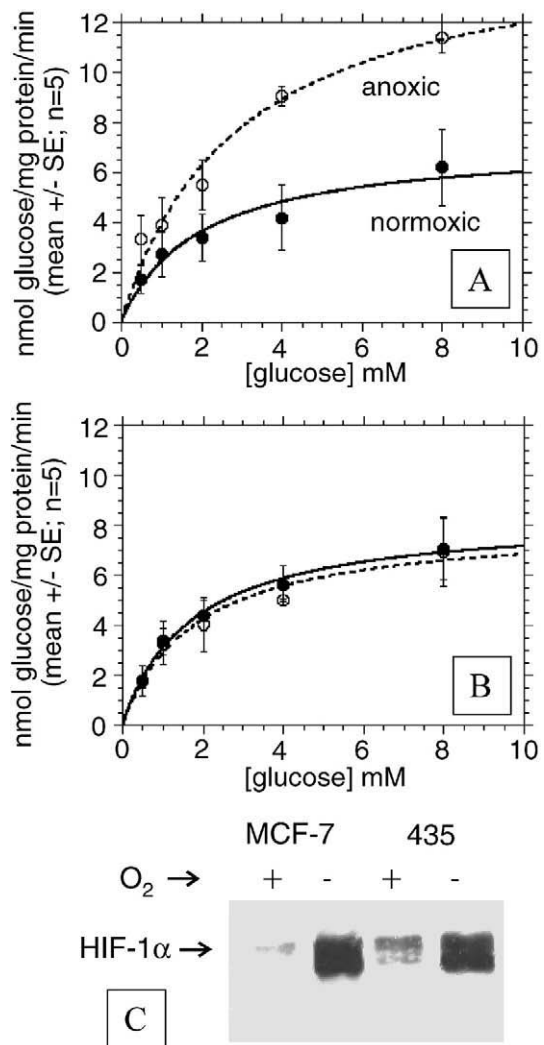 12
10
8
6
4
2
0
nmol glucose/mg protein/min
(mean +/- SE; n=5)
anoxic
normoxic
A
0 2 4 6 8 10
[glucose] mM
12
10
8
6
4
2
0
nmol glucose/mg protein/min
(mean +/- SE; n=5)
B
0 2 4 6 8 10
[glucose] mM
MCF-7 435
O₂ → + - + -
HIF-1α →
C